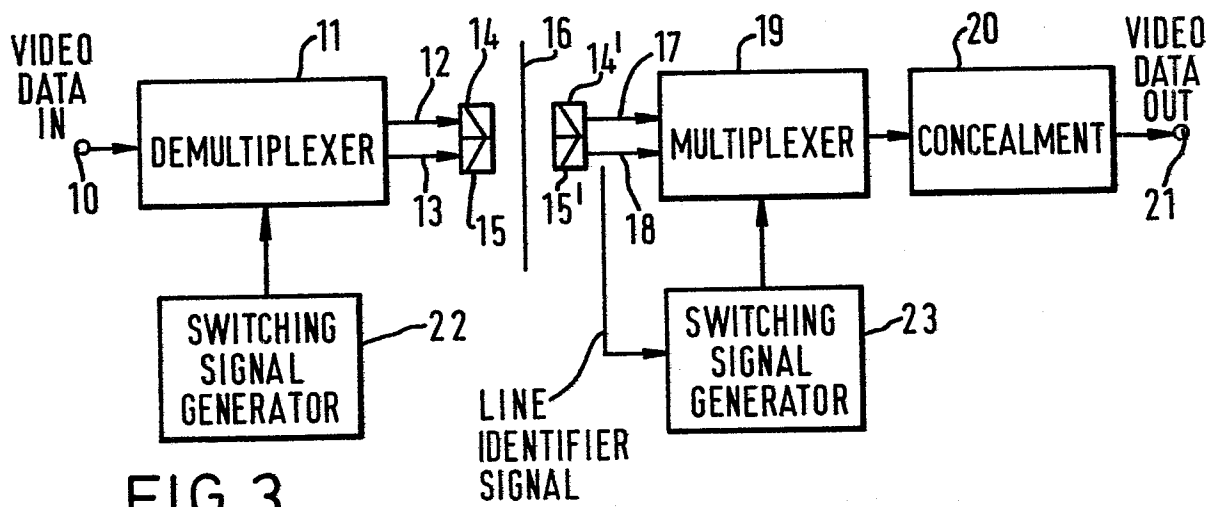 VIDEO
DATA
IN
10
11
DEMULTIPLEXER
12
13
14
15
16
14'
15'
17
18
19
MULTIPLEXER
20
CONCEALMENT
VIDEO
DATA
OUT
21
SWITCHING
SIGNAL
GENERATOR
22
LINE
IDENTIFIER
SIGNAL
SWITCHING
SIGNAL
GENERATOR
23
FIG.3